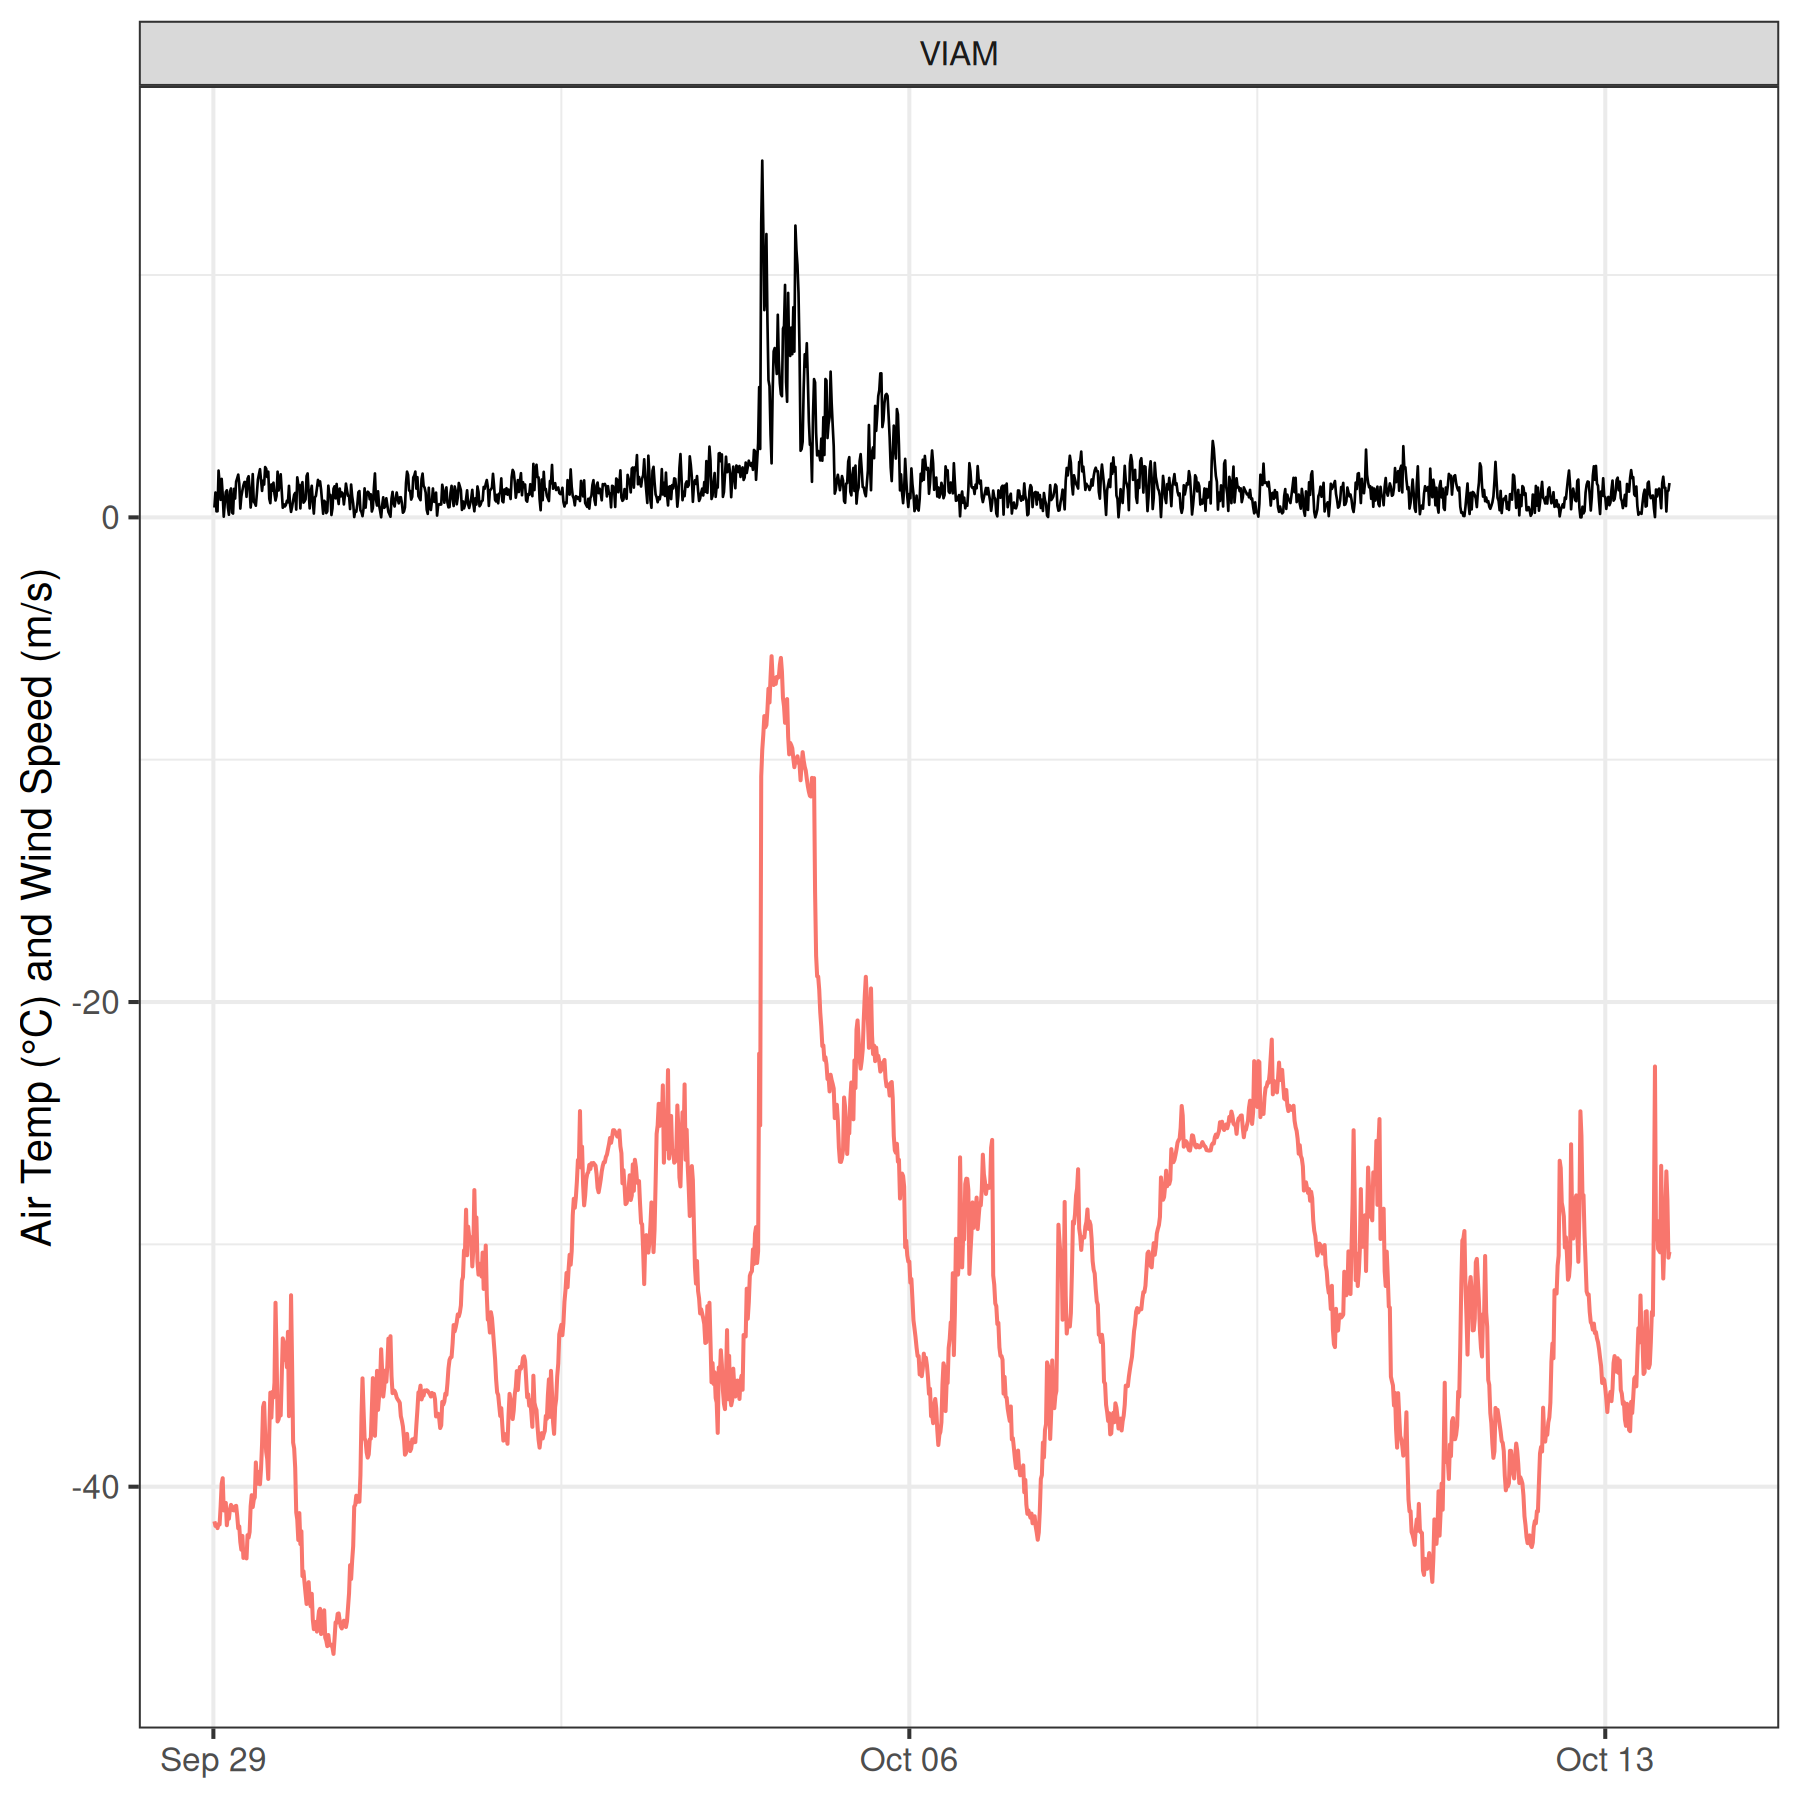 VIAM
Air Temp (°C) and Wind Speed (m/s)
0
-20
-40
Sep 29
Oct 06
Oct 13